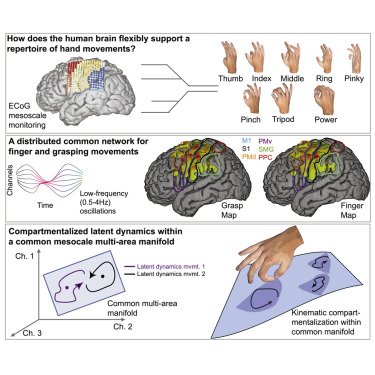 How does the human brain flexibly support a
repertoire of hand movements?
Thumb Index Middle Ring Pinky
Pinch Tripod Power
ECoG
mesoscale
monitoring
A distributed common network for
finger and grasping movements
Channels
Time
Low-frequency
(0.5-4Hz)
oscillations
M1 PMv
S1 SMG
PMd PPC
Grasp
Map
Finger
Map
Compartmentalized latent dynamics within
a common mesocale multi-area manifold
Ch. 1
Latent dynamics mvmt. 1
Latent dynamics mvmt. 2
Common multi-area
manifold
Ch. 2
Ch. 3
Kinematic compart-
mentalization within
common manifold